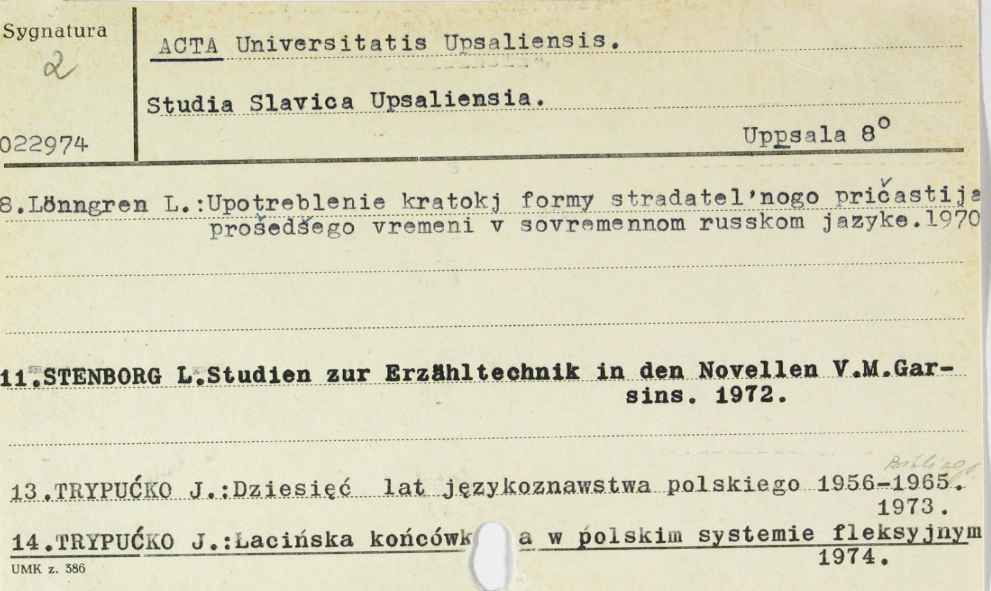 Sygnatura
2
ACTA Universitatis Upsaliensis.
Studia Slavica Upsaliensia.
022974
Uppsala 8°
8.Lönngren L.:Upotreblenie kratokj formy stradatel'nogo pričastija
prošedšego vremeni v sovremennom russkom jazyke.1970
11.STENBORG L.Studien zur Erzähltechnik in den Novellen V.M.Gar-
sins. 1972.
13.TRYPUĆKO J.:Dziesięć lat językoznawstwa polskiego 1956-1965.
1973.
14.TRYPUĆKO J.:Łacińska końcówk a w polskim systemie fleksyjnym
1974.
UMK z. 386